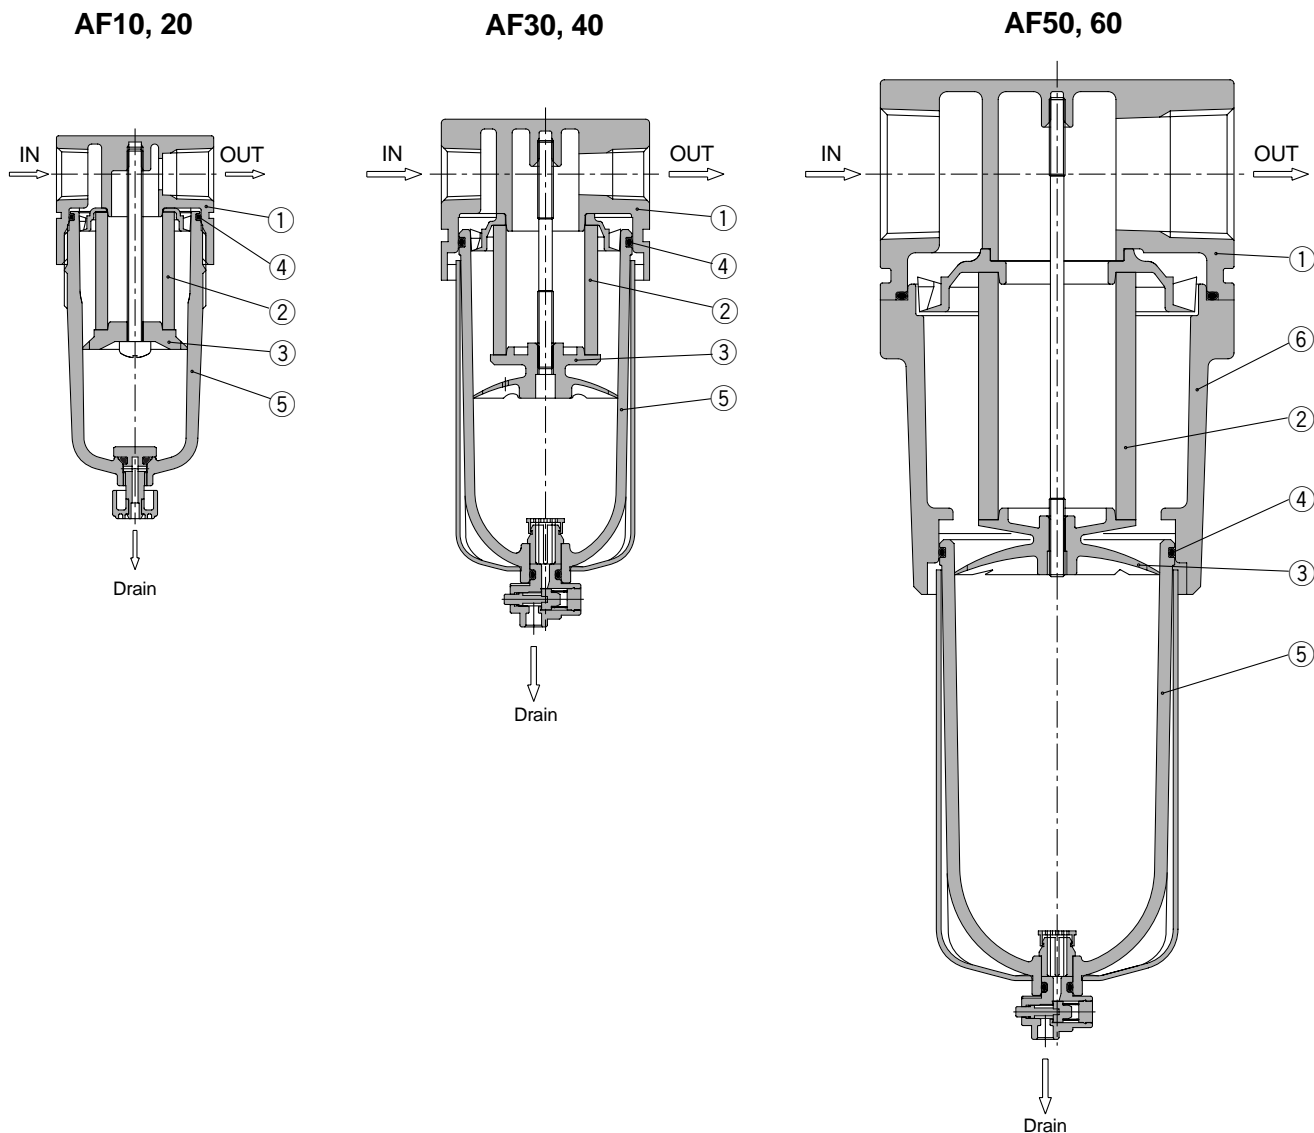 AF10, 20
IN
OUT
①
④
②
③
⑤
Drain
AF30, 40
IN
OUT
①
④
②
③
⑤
Drain
AF50, 60
IN
OUT
①
⑥
②
④
③
⑤
Drain